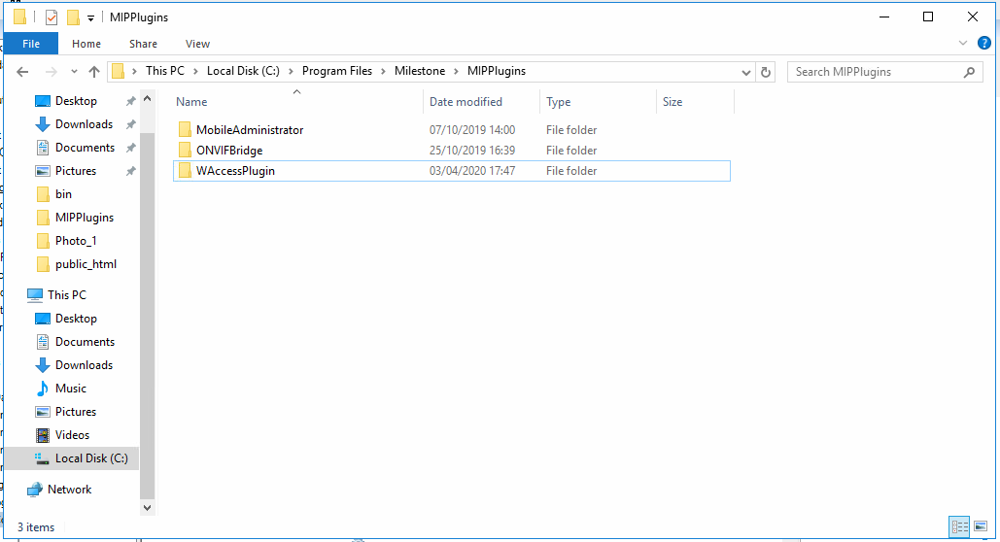 MIPPlugins
File Home Share View
This PC Local Disk (C:) Program Files Milestone MIPPlugins Search MIPPlugins
Name Date modified Type Size
MobileAdministrator 07/10/2019 14:00 File folder
ONVIFBridge 25/10/2019 16:39 File folder
WAccessPlugin 03/04/2020 17:47 File folder
Desktop
Downloads
Documents
Pictures
bin
MIPPlugins
Photo_1
public_html
This PC
Desktop
Documents
Downloads
Music
Pictures
Videos
Local Disk (C:)
Network
3 items